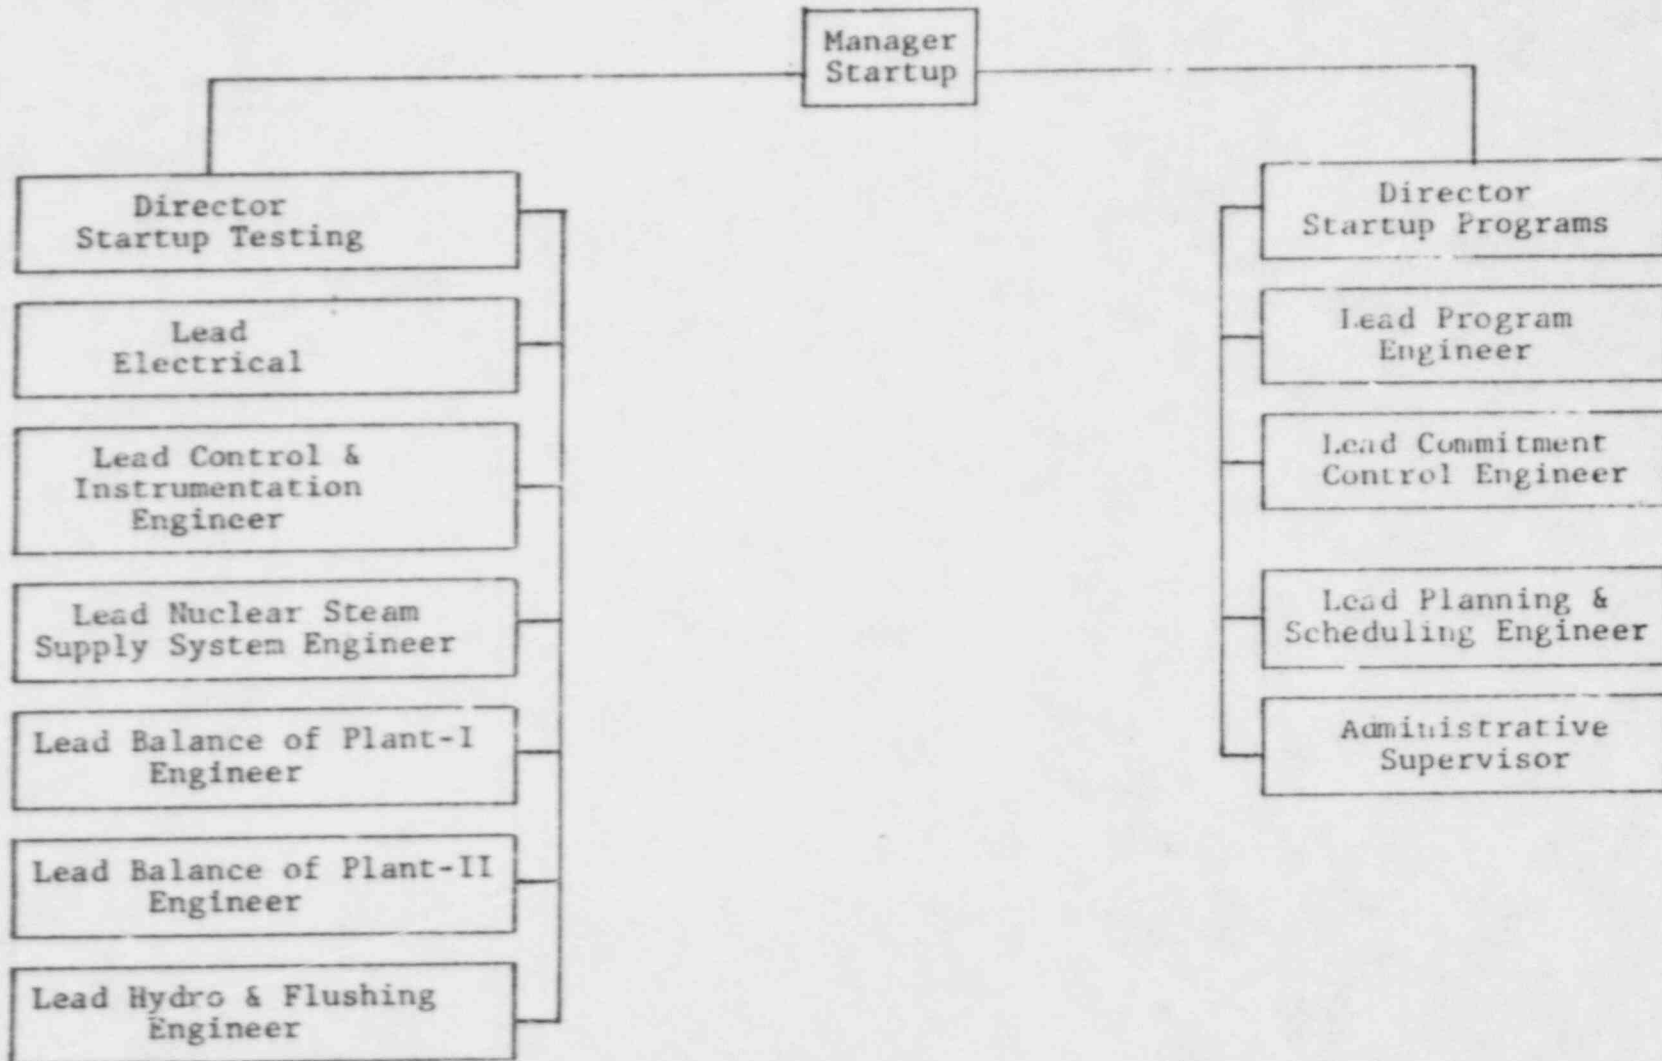 Manager
Startup
Director
Startup Testing
Lead
Electrical
Lead Control &
Instrumentation
Engineer
Lead Nuclear Steam
Supply System Engineer
Lead Balance of Plant-I
Engineer
Lead Balance of Plant-II
Engineer
Lead Hydro & Flushing
Engineer
Director
Startup Programs
Lead Program
Engineer
Lead Commitment
Control Engineer
Lead Planning &
Scheduling Engineer
Administrative
Supervisor